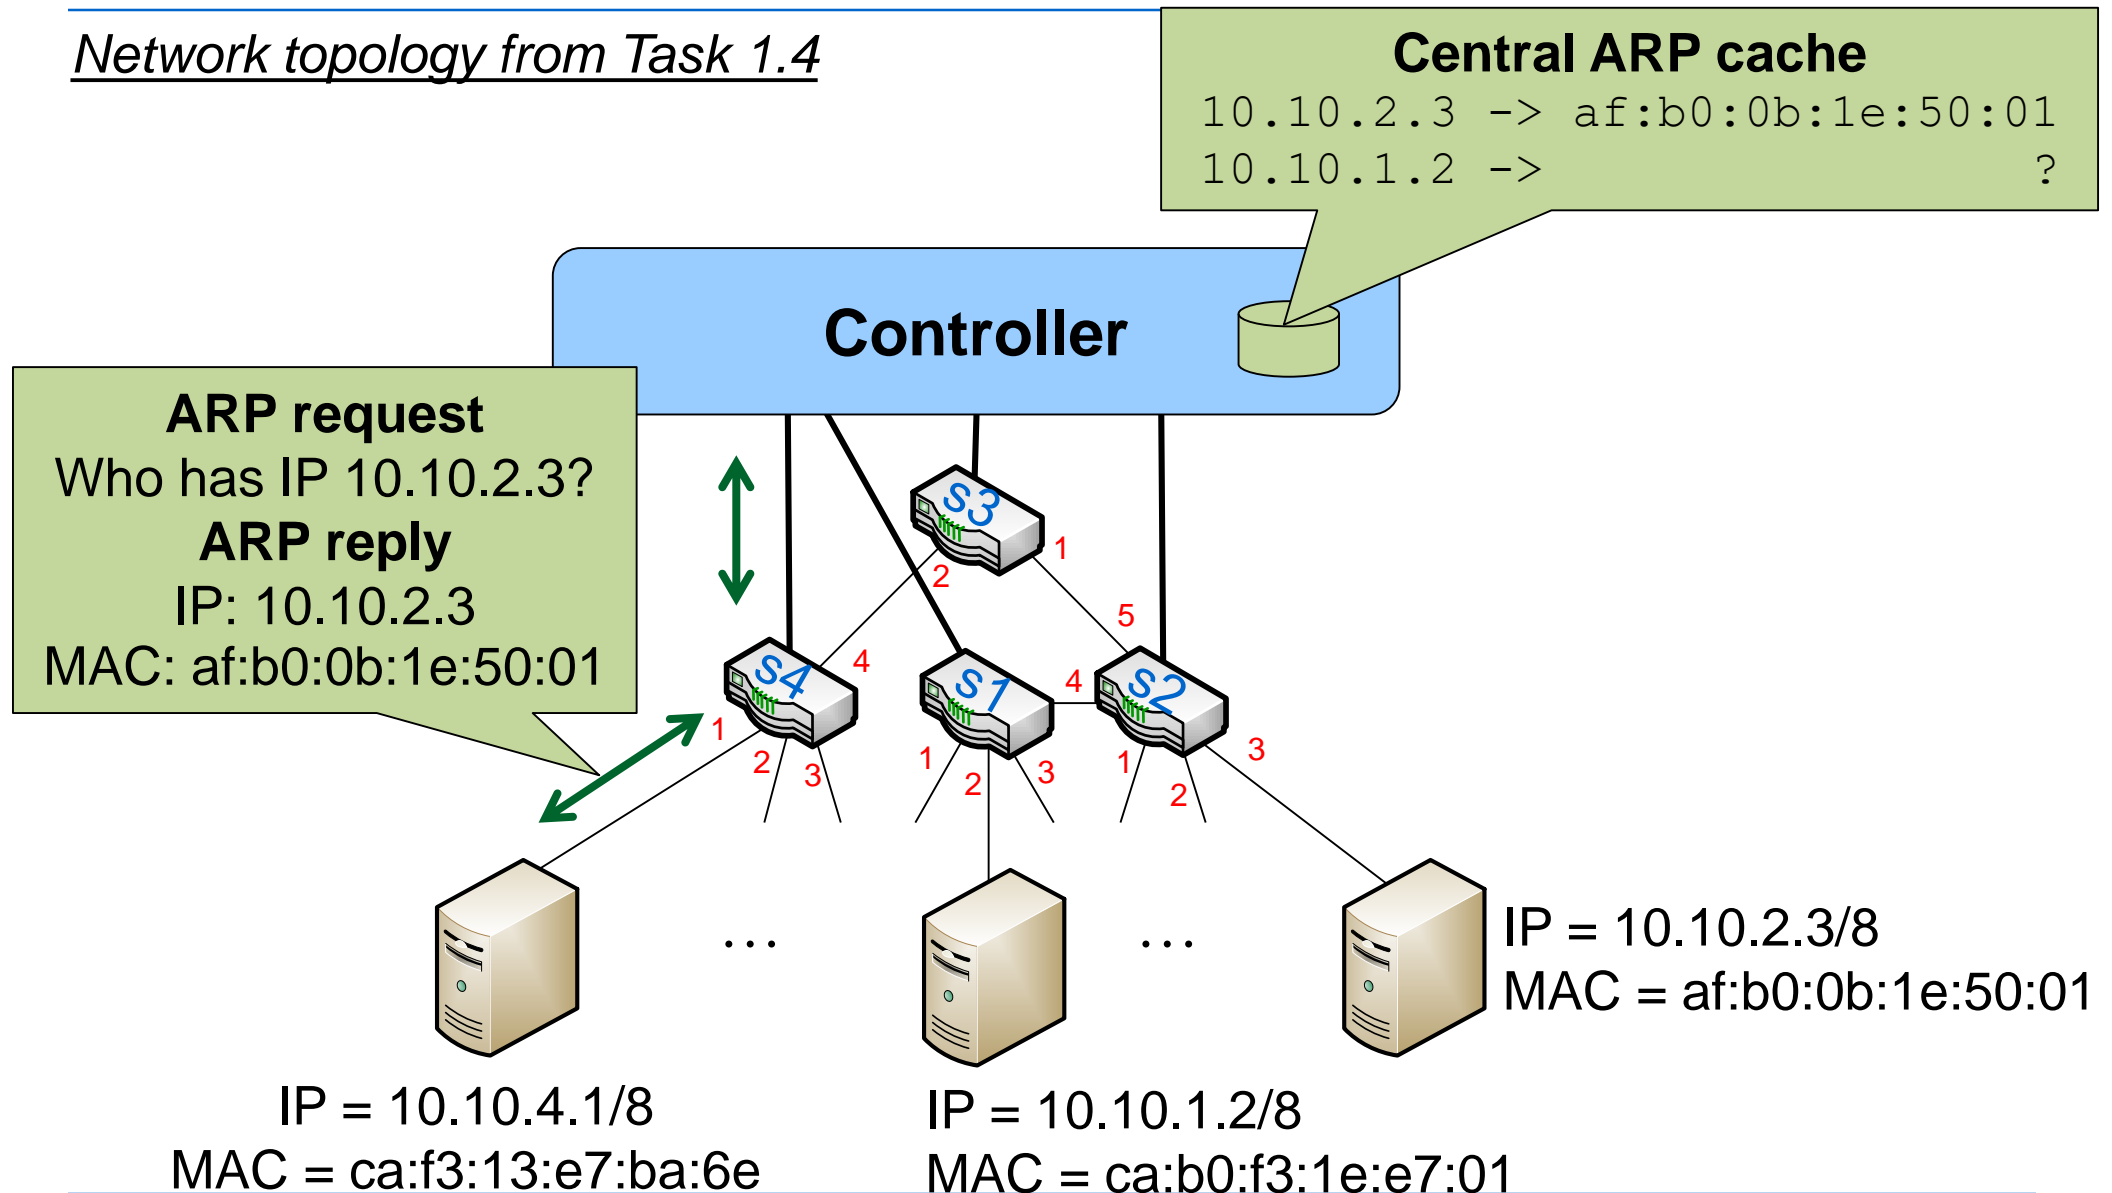 Network topology from Task 1.4
Central ARP cache
10.10.2.3 -> af:b0:0b:1e:50:01
10.10.1.2 -> ?
Controller
ARP request
Who has IP 10.10.2.3?
ARP reply
IP: 10.10.2.3
MAC: af:b0:0b:1e:50:01
s3
1
2
5
s4
4
s1
4
s2
1
2
3
1
2
3
1
2
3
...
...
IP = 10.10.2.3/8
MAC = af:b0:0b:1e:50:01
IP = 10.10.4.1/8
MAC = ca:f3:13:e7:ba:6e
IP = 10.10.1.2/8
MAC = ca:b0:f3:1e:e7:01